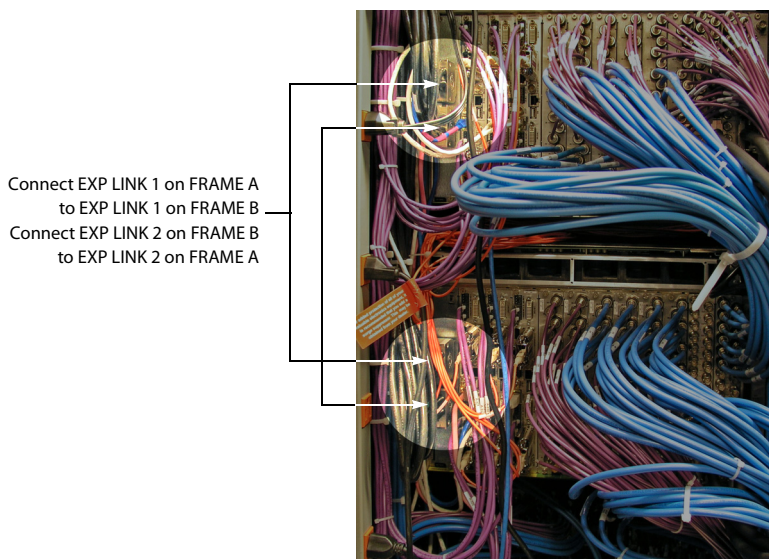 Connect EXP LINK 1 on FRAME A
to EXP LINK 1 on FRAME B
Connect EXP LINK 2 on FRAME B
to EXP LINK 2 on FRAME A